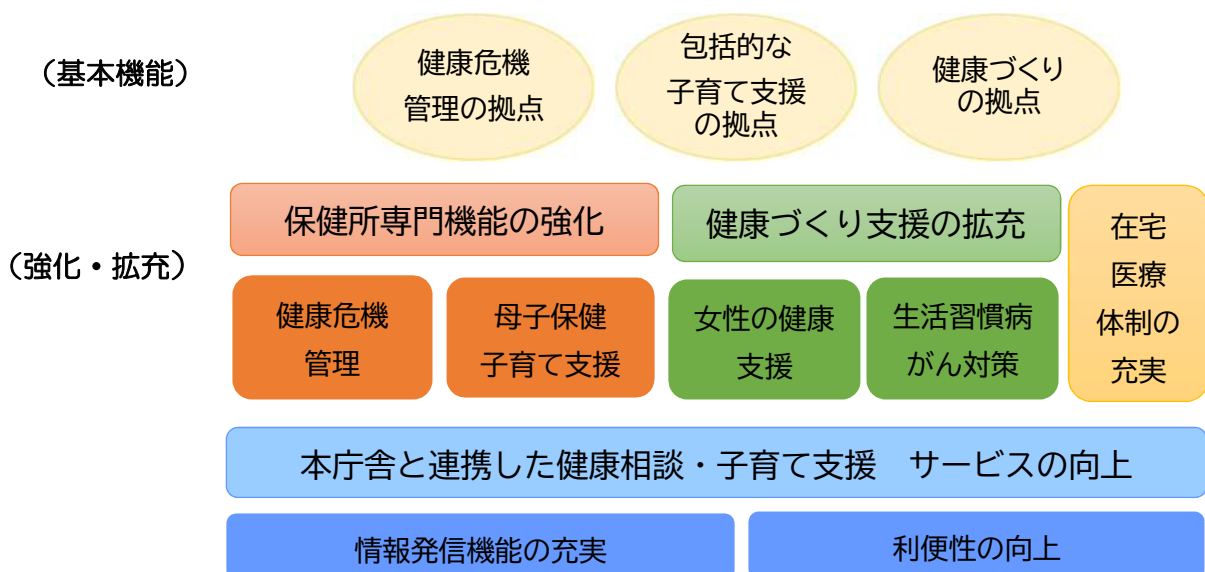 （基本機能）
健康危機
管理の拠点
包括的な
子育て支援
の拠点
健康づくり
の拠点
（強化・拡充）
保健所専門機能の強化
健康危機
管理
母子保健
子育て支援
健康づくり支援の拡充
女性の健康
支援
生活習慣病
がん対策
在宅
医療
体制の
充実
本庁舎と連携した健康相談・子育て支援　サービスの向上
情報発信機能の充実
利便性の向上